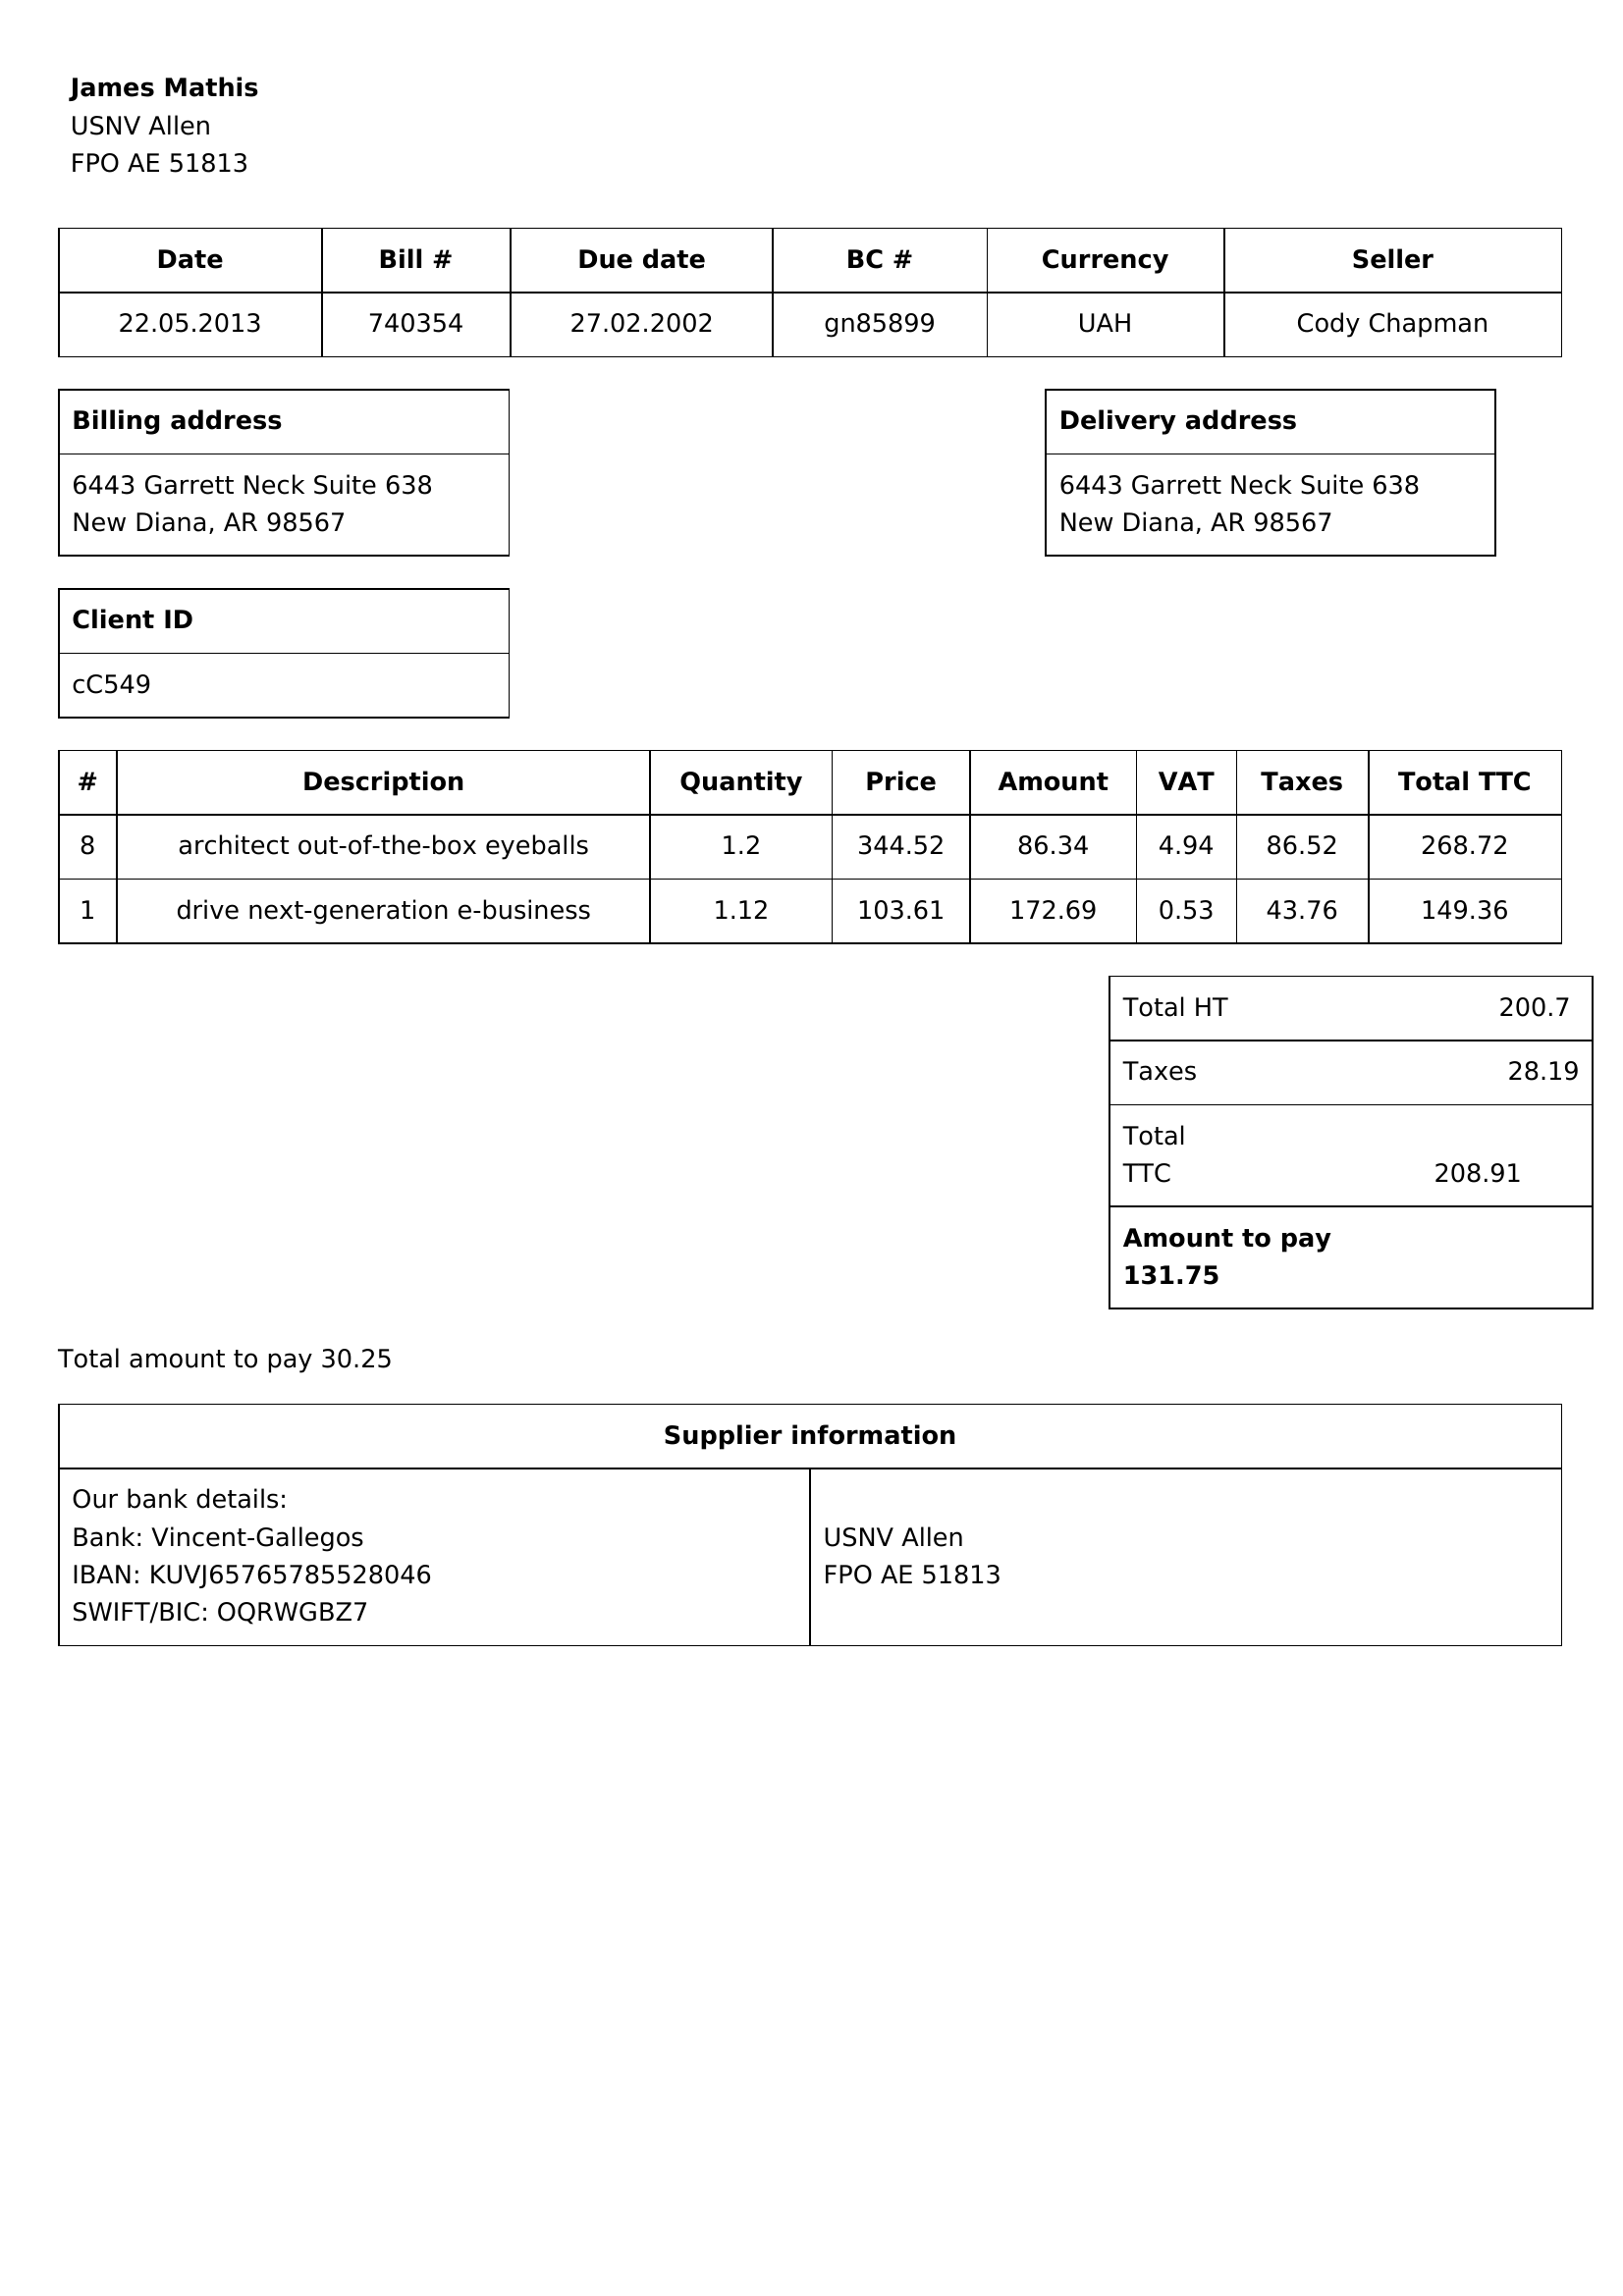 James Mathis
USNV Allen
FPO AE 51813
Date Bill # Due date BC # Currency Seller
22.05.2013 740354 27.02.2002 gn85899 UAH Cody Chapman
Billing address
6443 Garrett Neck Suite 638
New Diana, AR 98567
Delivery address
6443 Garrett Neck Suite 638
New Diana, AR 98567
Client ID
cC549
# Description Quantity Price Amount VAT Taxes Total TTC
8 architect out-of-the-box eyeballs 1.2 344.52 86.34 4.94 86.52 268.72
1 drive next-generation e-business 1.12 103.61 172.69 0.53 43.76 149.36
Total HT 200.7
Taxes 28.19
Total
TTC 208.91
Amount to pay
131.75
Total amount to pay 30.25
Supplier information
Our bank details:
Bank: Vincent-Gallegos
IBAN: KUVJ65765785528046
SWIFT/BIC: OQRWGBZ7
USNV Allen
FPO AE 51813